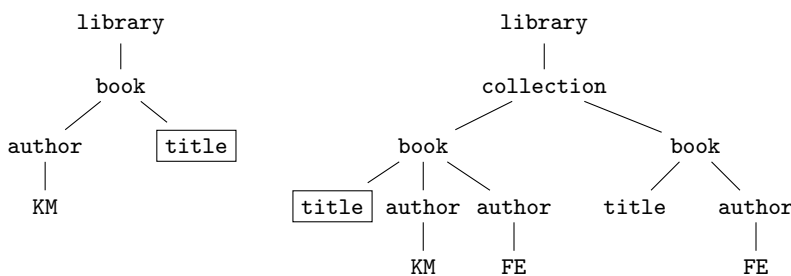 library
book
author title
KM
library
collection
book book
title author author title author
KM FE FE